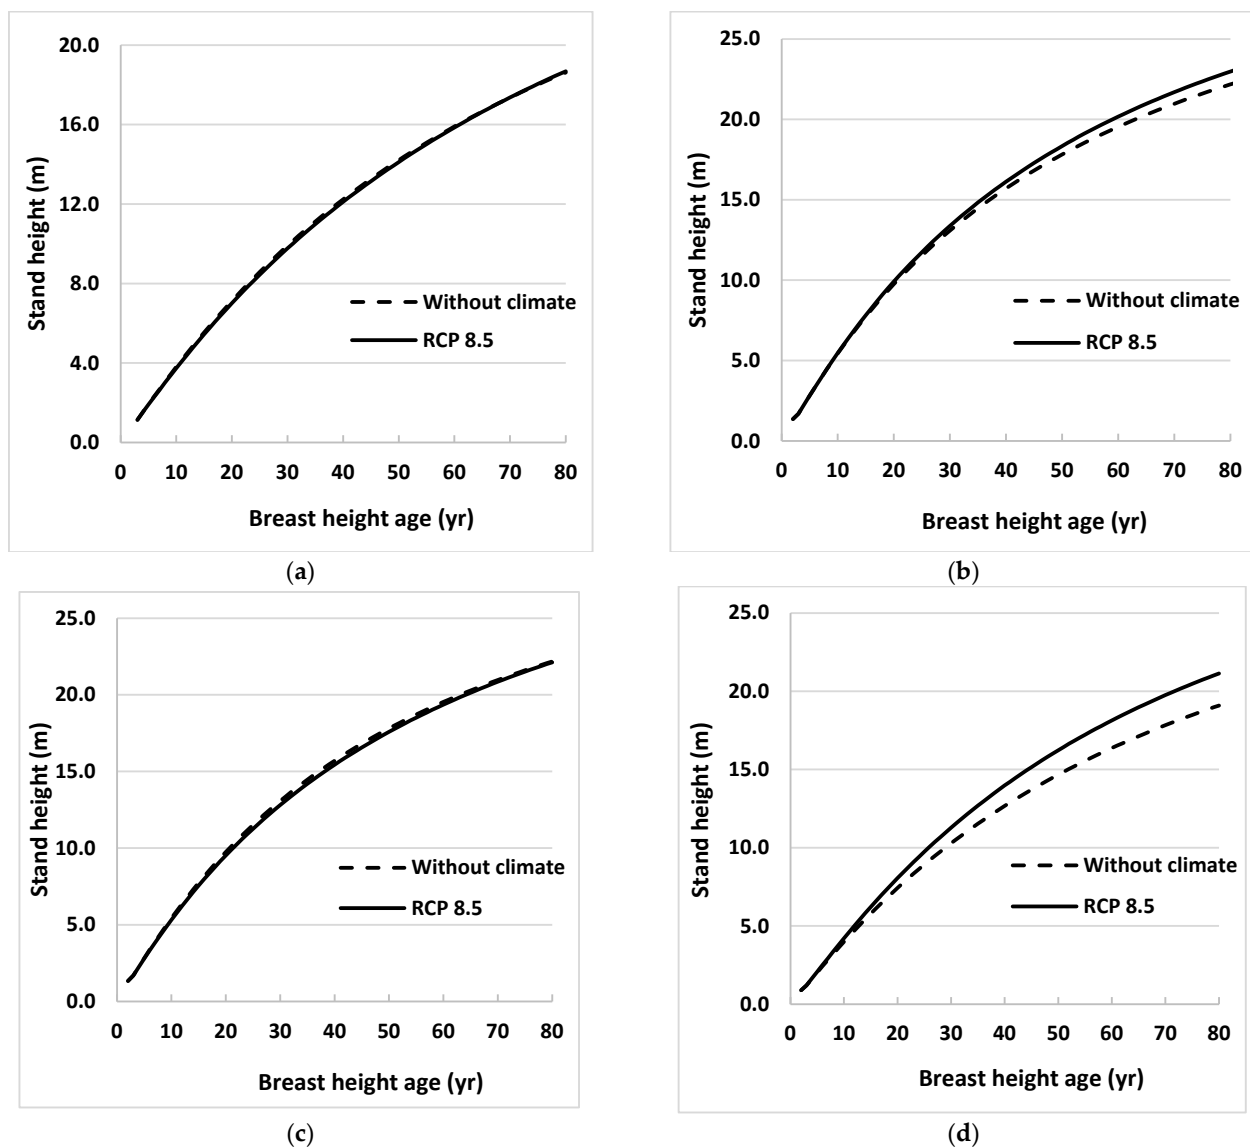 20.0
16.0
12.0
8.0
4.0
0.0
Stand height (m)
Without climate
RCP 8.5
0 10 20 30 40 50 60 70 80
Breast height age (yr)
(a)
25.0
20.0
15.0
10.0
5.0
0.0
Stand height (m)
Without climate
RCP 8.5
0 10 20 30 40 50 60 70 80
Breast height age (yr)
(b)
25.0
20.0
15.0
10.0
5.0
0.0
Stand height (m)
Without climate
RCP 8.5
0 10 20 30 40 50 60 70 80
Breast height age (yr)
(c)
25.0
20.0
15.0
10.0
5.0
0.0
Stand height (m)
Without climate
RCP 8.5
0 10 20 30 40 50 60 70 80
Breast height age (yr)
(d)